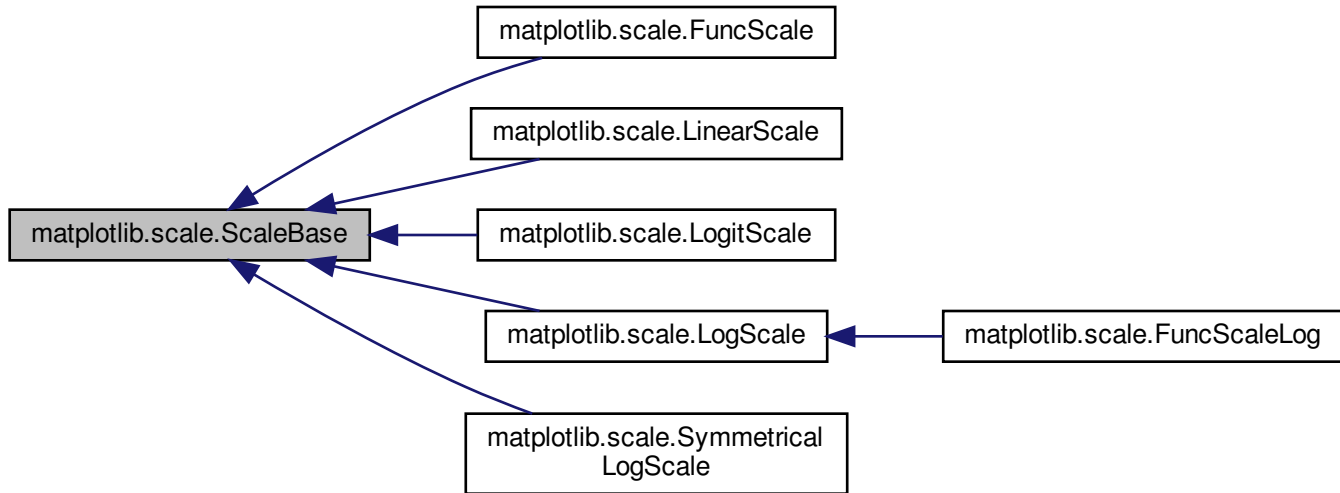 matplotlib.scale.FuncScale
matplotlib.scale.LinearScale
matplotlib.scale.ScaleBase
matplotlib.scale.LogitScale
matplotlib.scale.LogScale
matplotlib.scale.FuncScaleLog
matplotlib.scale.Symmetrical
LogScale